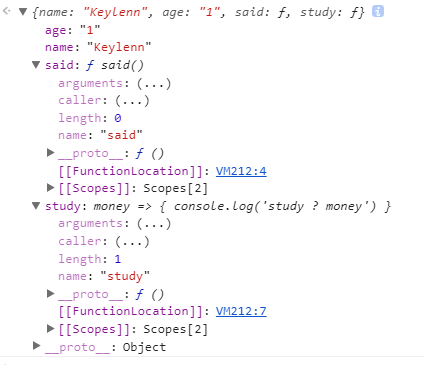 {name: "Keylenn", age: "1", said: ƒ, study: ƒ} i
age: "1"
name: "Keylenn"
said: ƒ said()
arguments: (...)
caller: (...)
length: 0
name: "said"
__proto__: ƒ ()
[[FunctionLocation]]: VM212:4
[[Scopes]]: Scopes[2]
study: money => { console.log('study ? money') }
arguments: (...)
caller: (...)
length: 1
name: "study"
__proto__: ƒ ()
[[FunctionLocation]]: VM212:7
[[Scopes]]: Scopes[2]
__proto__: Object